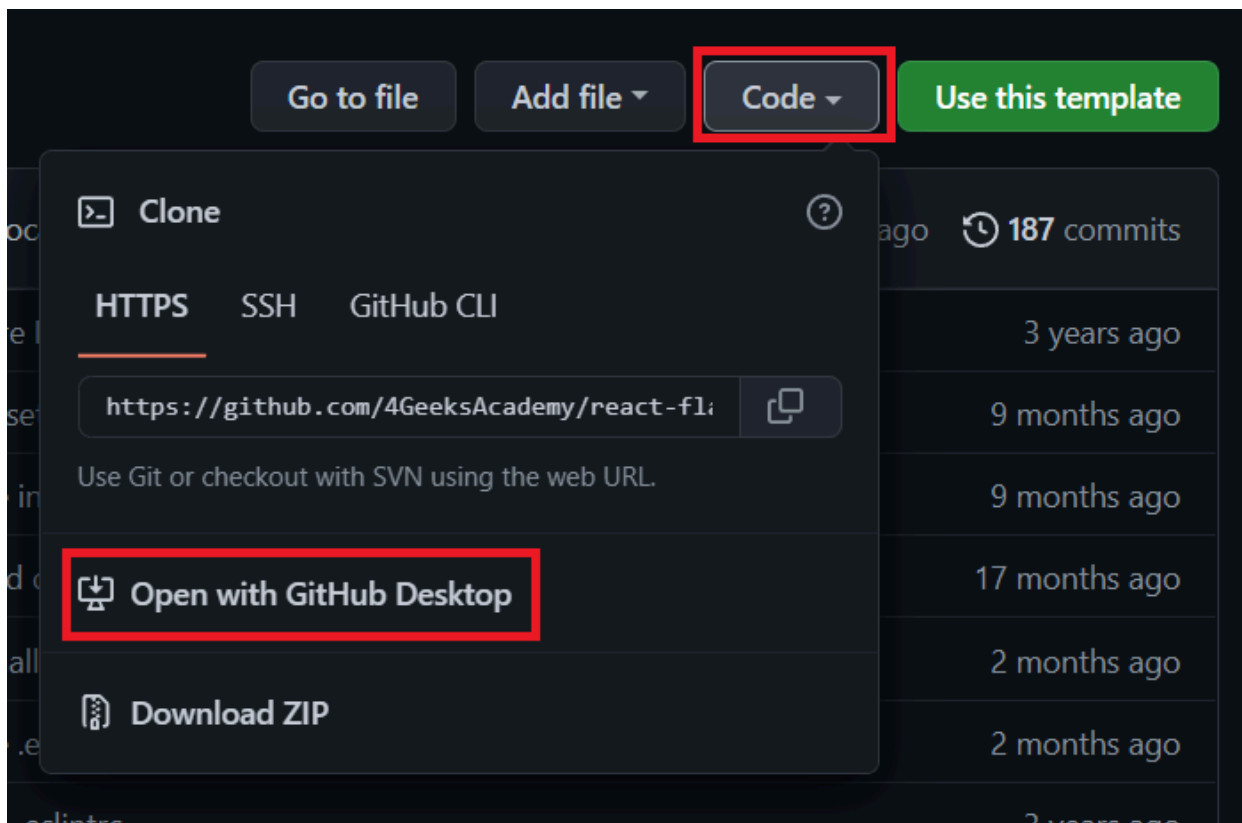 Go to file Add file Code Use this template
Clone
ago 187 commits
HTTPS SSH GitHub CLI
3 years ago
https://github.com/4GeeksAcademy/react-fl
9 months ago
Use Git or checkout with SVN using the web URL.
9 months ago
Open with GitHub Desktop
17 months ago
all
2 months ago
Download ZIP
.e
2 months ago